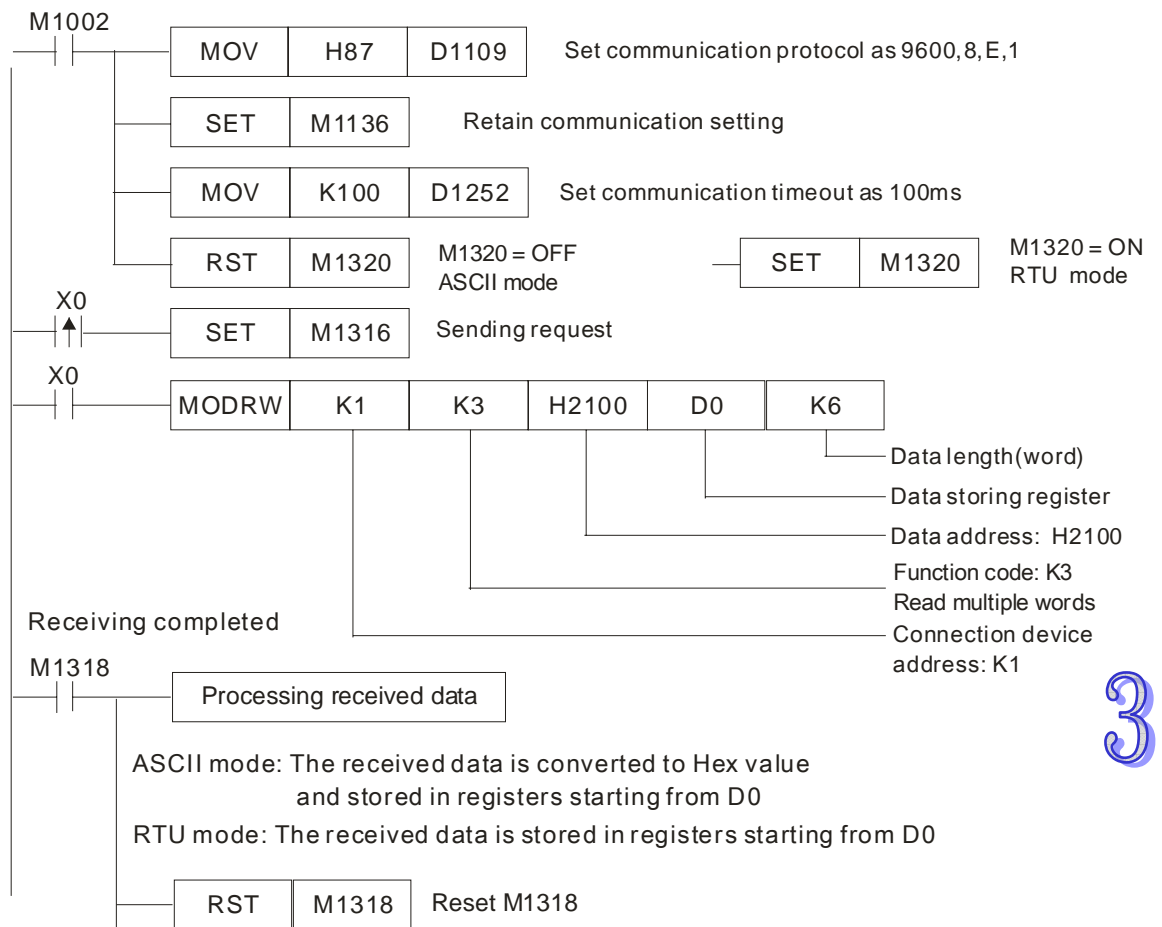 M1002
MOV H87 D1109 Set communication protocol as 9600,8,E,1
SET M1136 Retain communication setting
MOV K100 D1252 Set communication timeout as 100ms
RST M1320 M1320 = OFF
ASCII mode
SET M1320 M1320 = ON
RTU mode
X0
SET M1316 Sending request
X0
MODRW K1 K3 H2100 D0 K6
Data length(word)
Data storing register
Data address: H2100
Function code: K3
Read multiple words
Connection device
address: K1
Receiving completed
M1318
Processing received data
3
ASCII mode: The received data is converted to Hex value
and stored in registers starting from D0
RTU mode: The received data is stored in registers starting from D0
RST M1318 Reset M1318